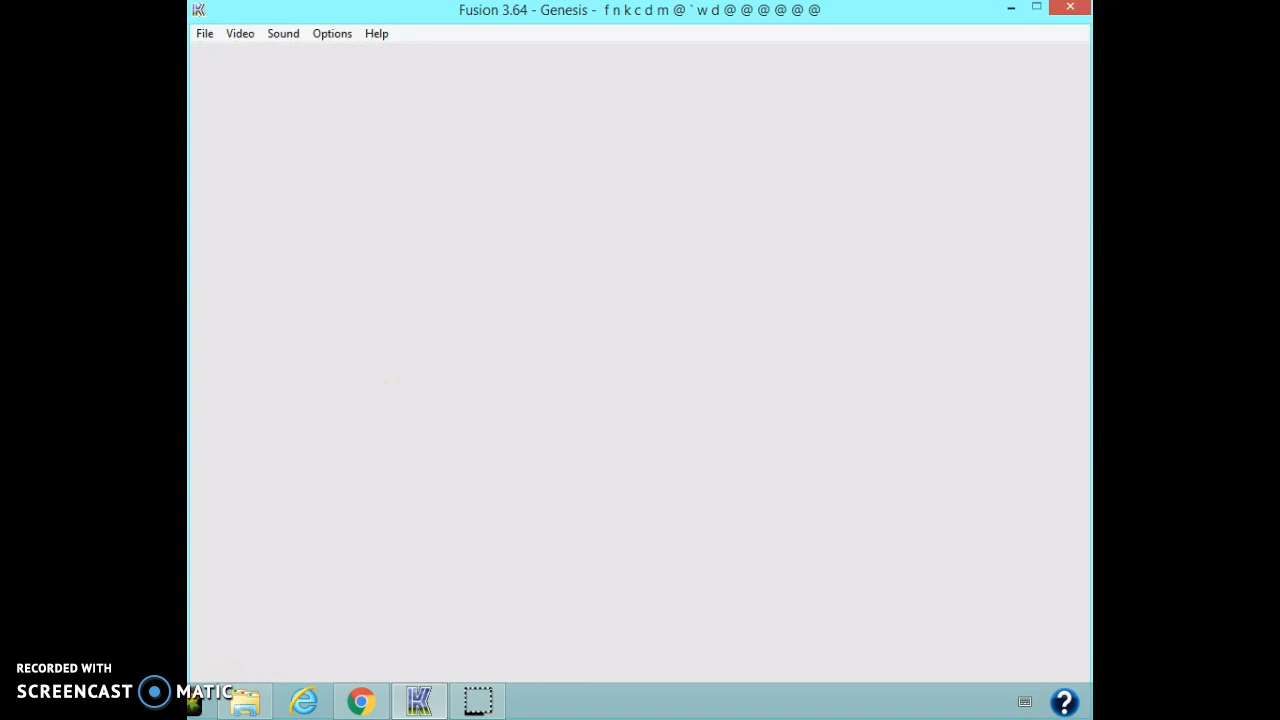 Fusion 3.64 - Genesis - f n k c d m @ ` w d @ @ @ @ @ @
File Video Sound Options Help
RECORDED WITH
SCREENCAST MATIC